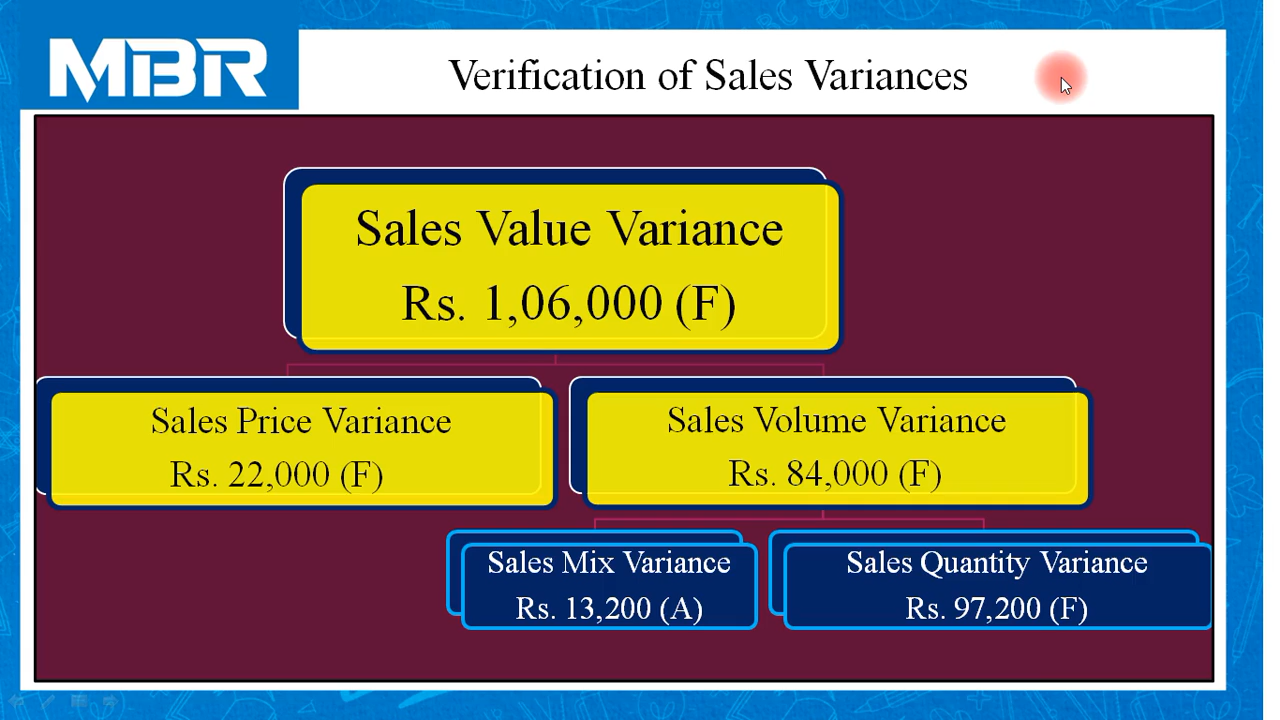 MBR
Verification of Sales Variances
Sales Value Variance
Rs. 1,06,000 (F)
Sales Price Variance
Rs. 22,000 (F)
Sales Volume Variance
Rs. 84,000 (F)
Sales Mix Variance
Rs. 13,200 (A)
Sales Quantity Variance
Rs. 97,200 (F)